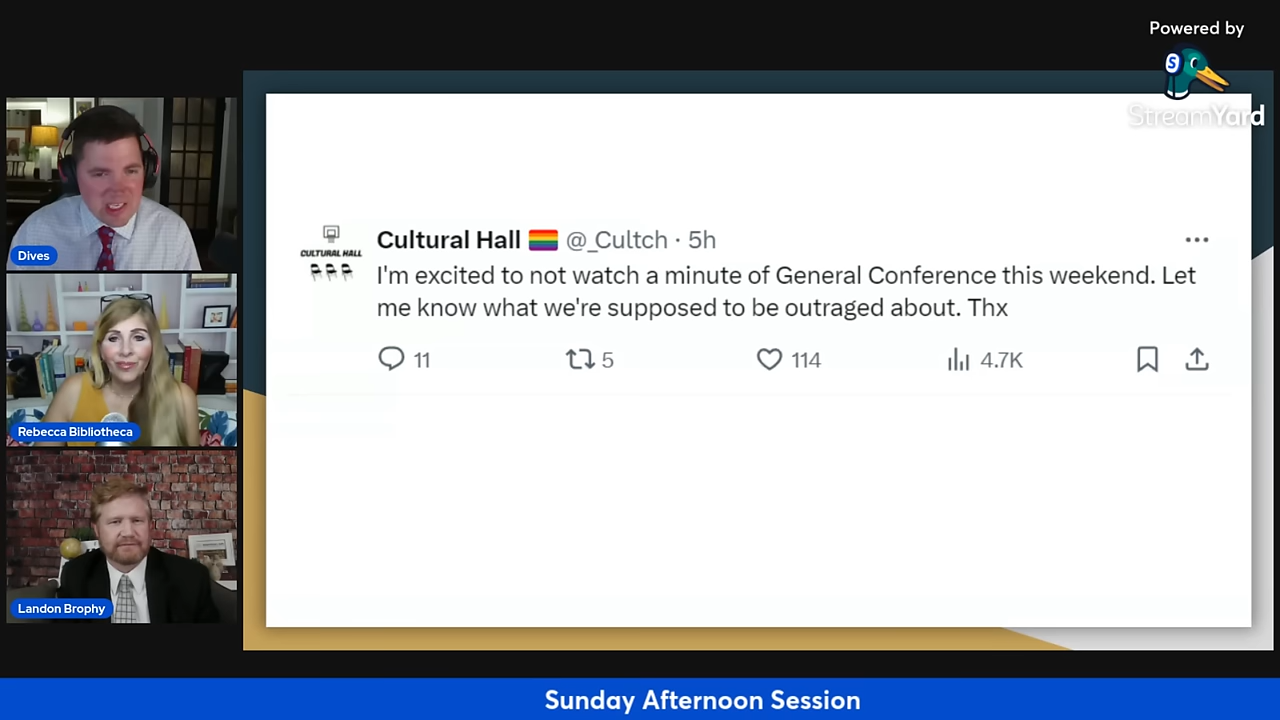 Powered by
StreamYard
Dives
Rebecca Bibliotheca
Landon Brophy
CULTURAL HALL
Cultural Hall 🏳️‍🌈 @_Cultch · 5h
I'm excited to not watch a minute of General Conference this weekend. Let
me know what we're supposed to be outraged about. Thx
11 5 114 4.7K
Sunday Afternoon Session